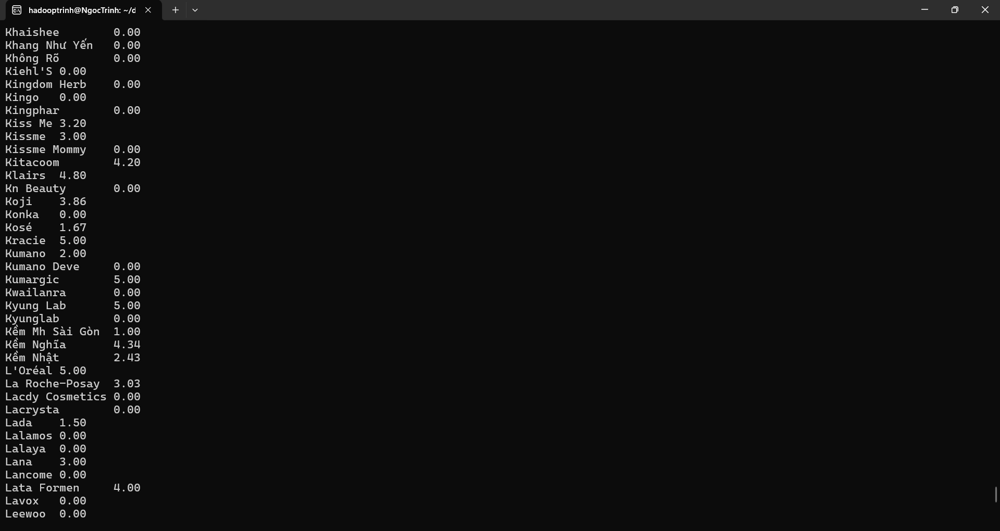 hadooptrinh@NgocTrinh: ~/d
Khaishee 0.00
Khang Như Yến 0.00
Không Rõ 0.00
Kiehl'S 0.00
Kingdom Herb 0.00
Kingo 0.00
Kingphar 0.00
Kiss Me 3.20
Kissme 3.00
Kissme Mommy 0.00
Kitacoom 4.20
Klairs 4.80
Kn Beauty 0.00
Koji 3.86
Konka 0.00
Kosé 1.67
Kracie 5.00
Kumano 2.00
Kumano Deve 0.00
Kumargic 5.00
Kwailanra 0.00
Kyung Lab 5.00
Kyunglab 0.00
Kềm Mh Sài Gòn 1.00
Kềm Nghĩa 4.34
Kềm Nhật 2.43
L'Oréal 5.00
La Roche-Posay 3.03
Lacdy Cosmetics 0.00
Lacrysta 0.00
Lada 1.50
Lalamos 0.00
Lalaya 0.00
Lana 3.00
Lancome 0.00
Lata Formen 4.00
Lavox 0.00
Leewoo 0.00